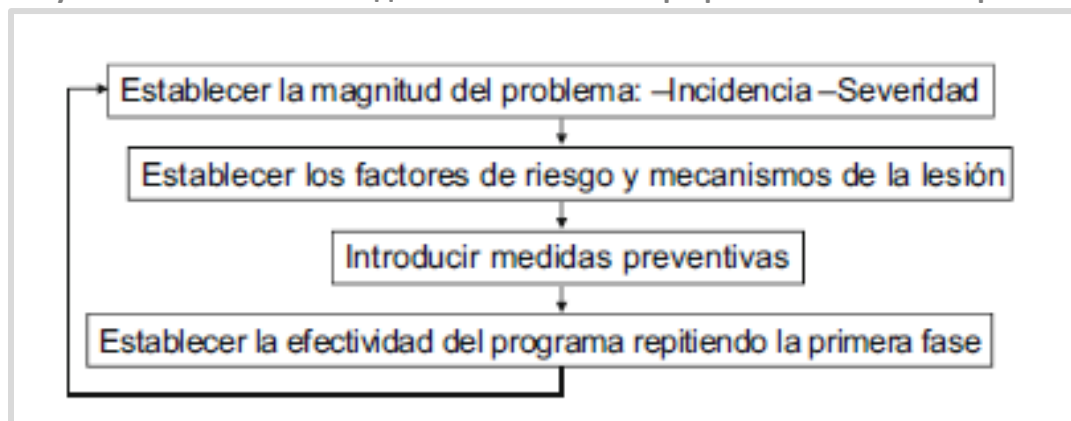 Establecer la magnitud del problema: –Incidencia –Severidad
Establecer los factores de riesgo y mecanismos de la lesión
Introducir medidas preventivas
Establecer la efectividad del programa repitiendo la primera fase